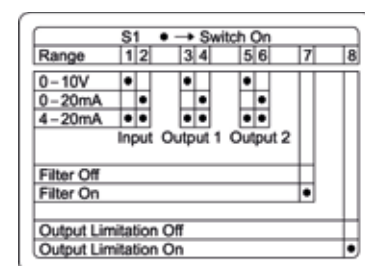 S1 ● → Switch On
Range 1 2 3 4 5 6 7 8
0–10V ● ● ●
0–20mA ● ● ●
4–20mA ● ● ● ● ● ●
Input Output 1 Output 2
Filter Off
Filter On ●
Output Limitation Off
Output Limitation On ●